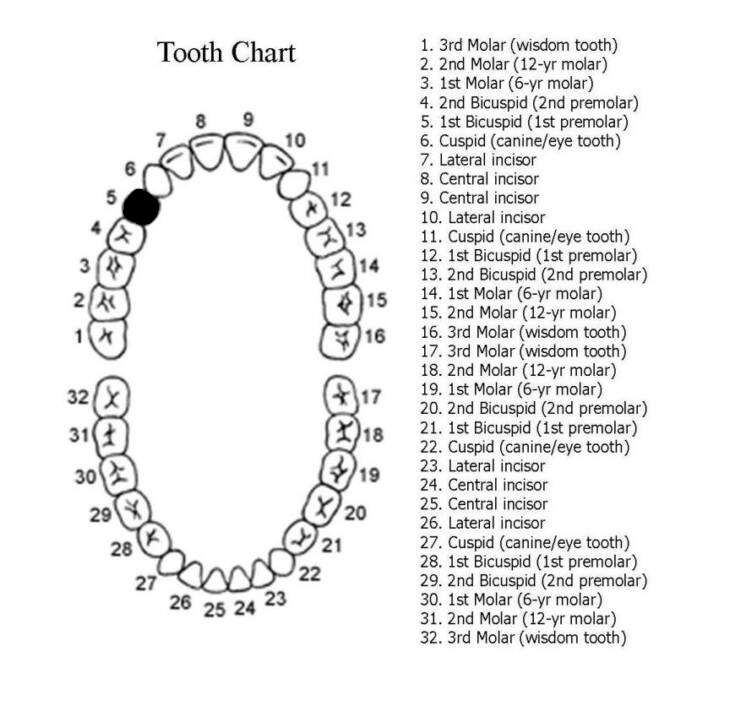 Tooth Chart
8 9
7 10
6 11
5 12
4 13
3 14
2 15
1 16
32 17
31 18
30 19
29 20
28 21
27 22
26 25 24 23
1. 3rd Molar (wisdom tooth)
2. 2nd Molar (12-yr molar)
3. 1st Molar (6-yr molar)
4. 2nd Bicuspid (2nd premolar)
5. 1st Bicuspid (1st premolar)
6. Cuspid (canine/eye tooth)
7. Lateral incisor
8. Central incisor
9. Central incisor
10. Lateral incisor
11. Cuspid (canine/eye tooth)
12. 1st Bicuspid (1st premolar)
13. 2nd Bicuspid (2nd premolar)
14. 1st Molar (6-yr molar)
15. 2nd Molar (12-yr molar)
16. 3rd Molar (wisdom tooth)
17. 3rd Molar (wisdom tooth)
18. 2nd Molar (12-yr molar)
19. 1st Molar (6-yr molar)
20. 2nd Bicuspid (2nd premolar)
21. 1st Bicuspid (1st premolar)
22. Cuspid (canine/eye tooth)
23. Lateral incisor
24. Central incisor
25. Central incisor
26. Lateral incisor
27. Cuspid (canine/eye tooth)
28. 1st Bicuspid (1st premolar)
29. 2nd Bicuspid (2nd premolar)
30. 1st Molar (6-yr molar)
31. 2nd Molar (12-yr molar)
32. 3rd Molar (wisdom tooth)